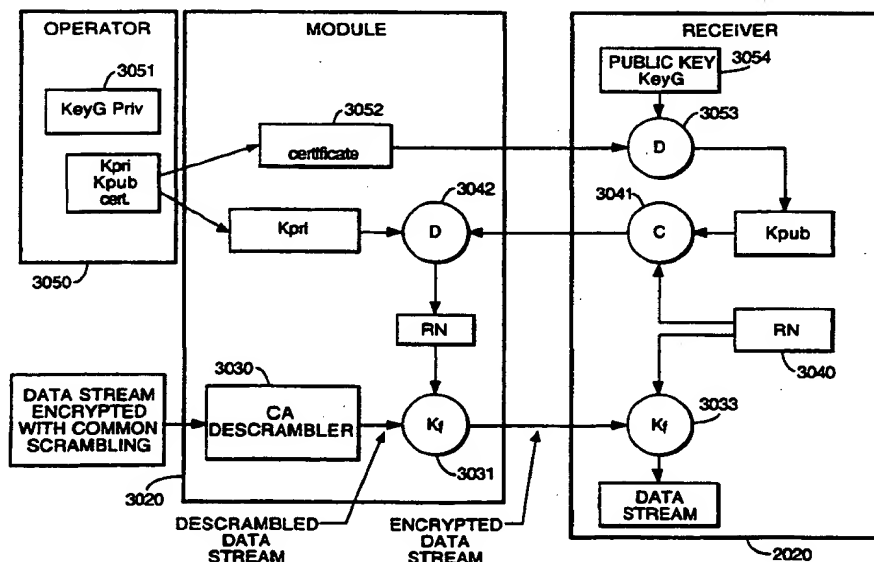 OPERATOR
MODULE
RECEIVER
3051
KeyG Priv
3052
certificate
PUBLIC KEY
KeyG
3054
3053
D
Kpri
Kpub
cert.
3042
3041
Kpri
D
C
Kpub
3050
RN
RN
3040
DATA STREAM
ENCRYPTED
WITH COMMON
SCRAMBLING
3030
CA
DESCRAMBLER
Kf
3031
Kf
3033
3020
DESCRAMBLED
DATA
STREAM
ENCRYPTED
DATA
STREAM
DATA
STREAM
2020